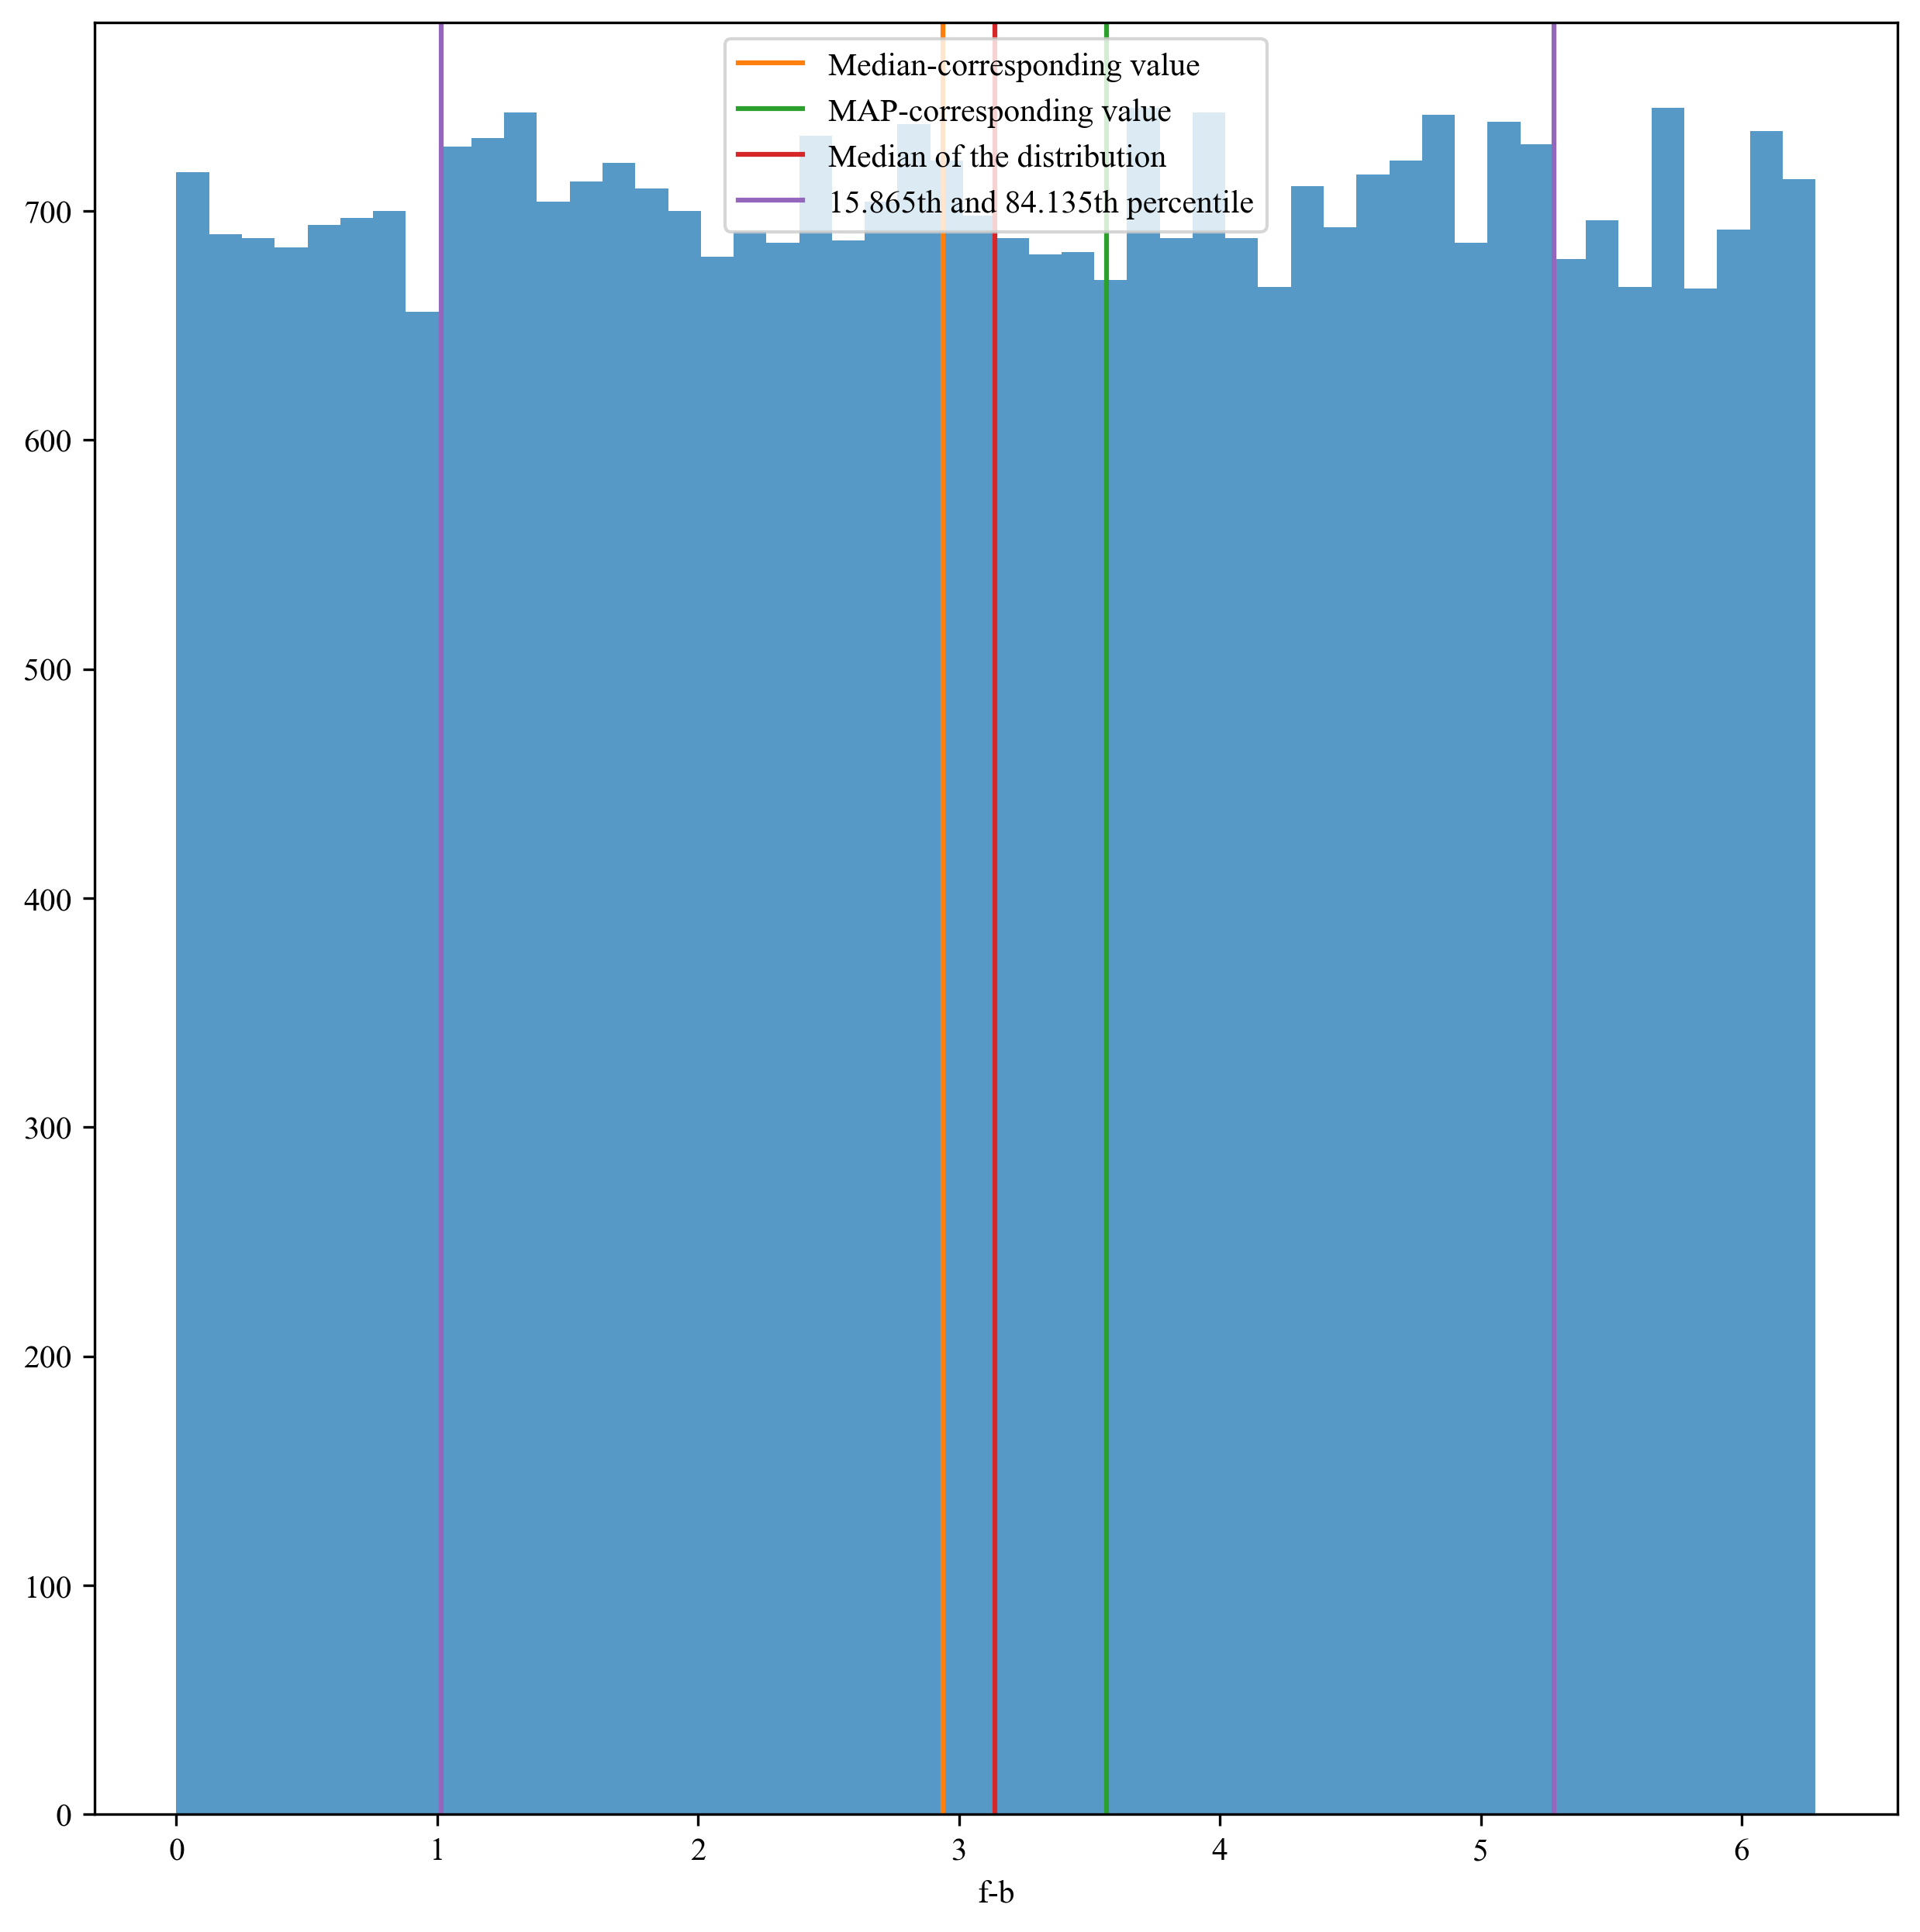 Median-corresponding value
MAP-corresponding value
Median of the distribution
15.865th and 84.135th percentile
700
600
500
400
300
200
100
0
0 1 2 3 4 5 6
f-b